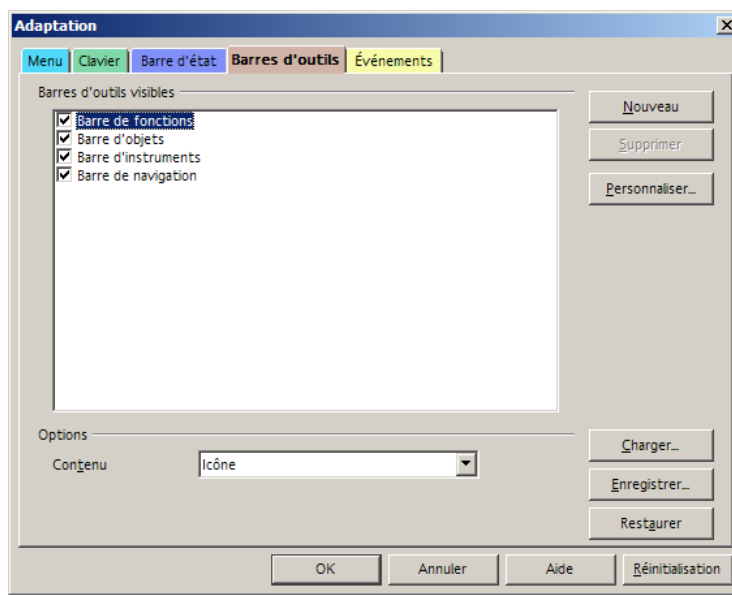 Adaptation
Menu Clavier Barre d'état Barres d'outils Événements
Barres d'outils visibles
Barre de fonctions
Barre d'objets
Barre d'instruments
Barre de navigation
Nouveau
Supprimer
Personnaliser...
Options
Contenu Icône
Charger...
Enregistrer...
Restaurer
OK Annuler Aide Réinitialisation